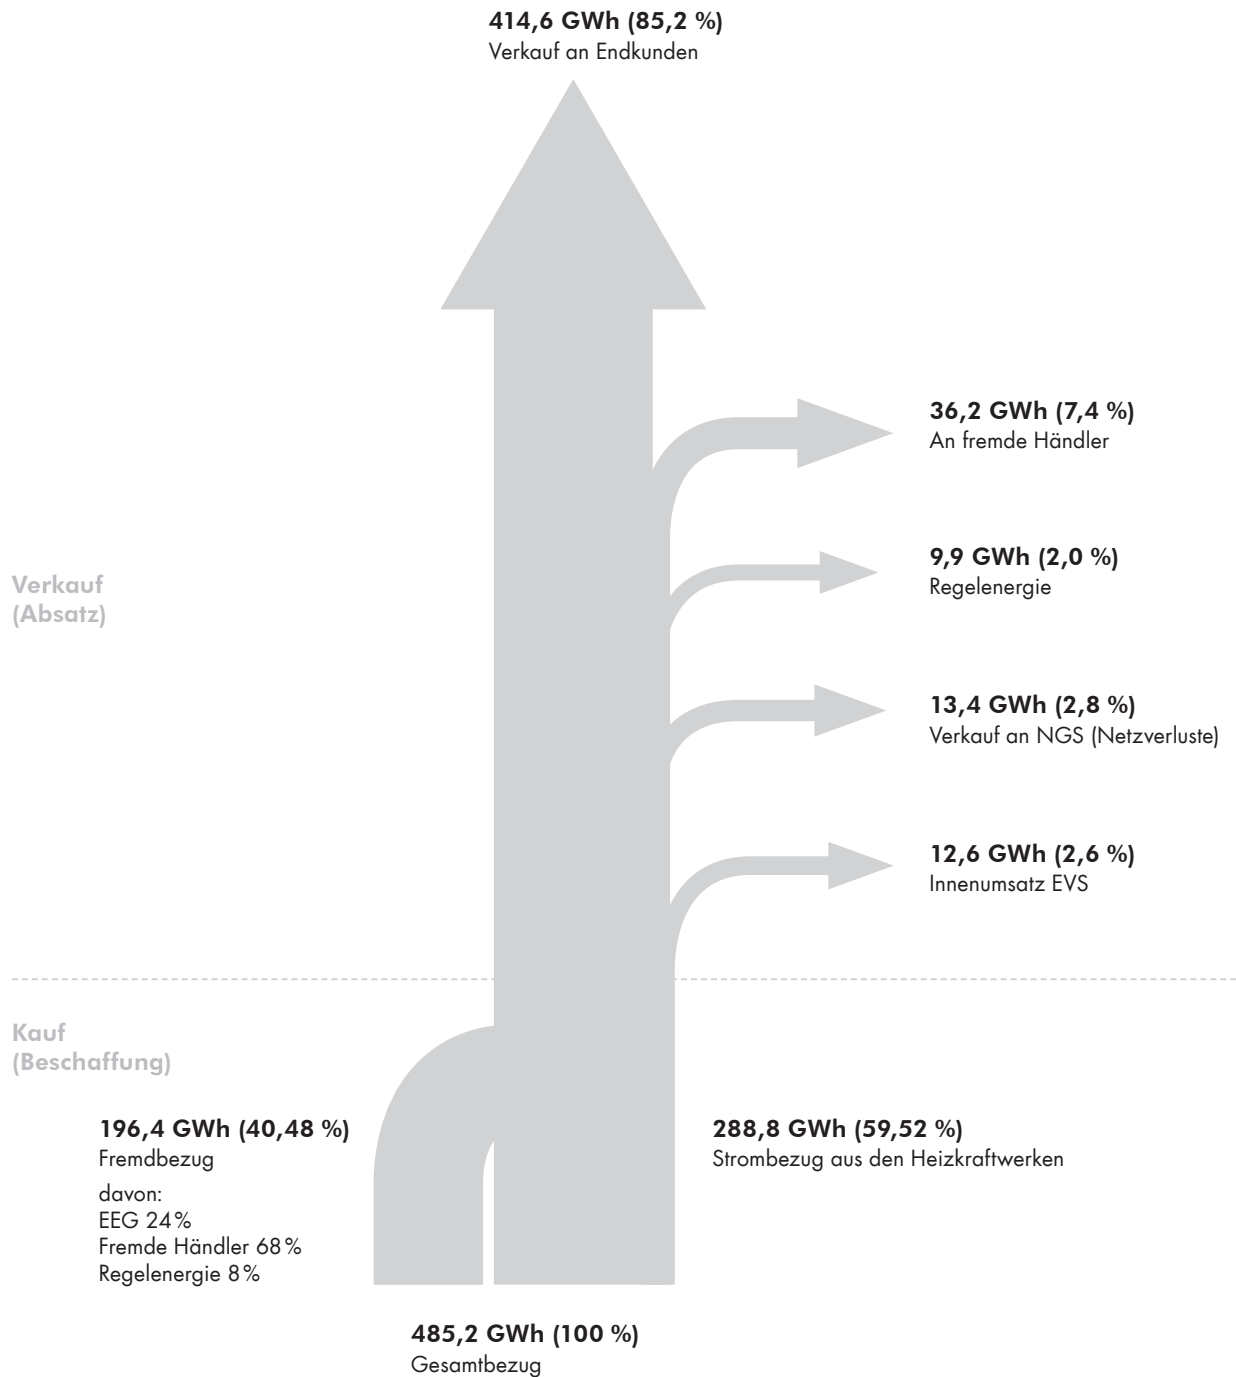 414,6 GWh (85,2 %)
Verkauf an Endkunden
36,2 GWh (7,4 %)
An fremde Händler
9,9 GWh (2,0 %)
Regelenergie
Verkauf
(Absatz)
13,4 GWh (2,8 %)
Verkauf an NGS (Netzverluste)
12,6 GWh (2,6 %)
Innenumsatz EVS
Kauf
(Beschaffung)
196,4 GWh (40,48 %)
Fremdbezug
davon:
EEG 24 %
Fremde Händler 68 %
Regelenergie 8 %
288,8 GWh (59,52 %)
Strombezug aus den Heizkraftwerken
485,2 GWh (100 %)
Gesamtbezug